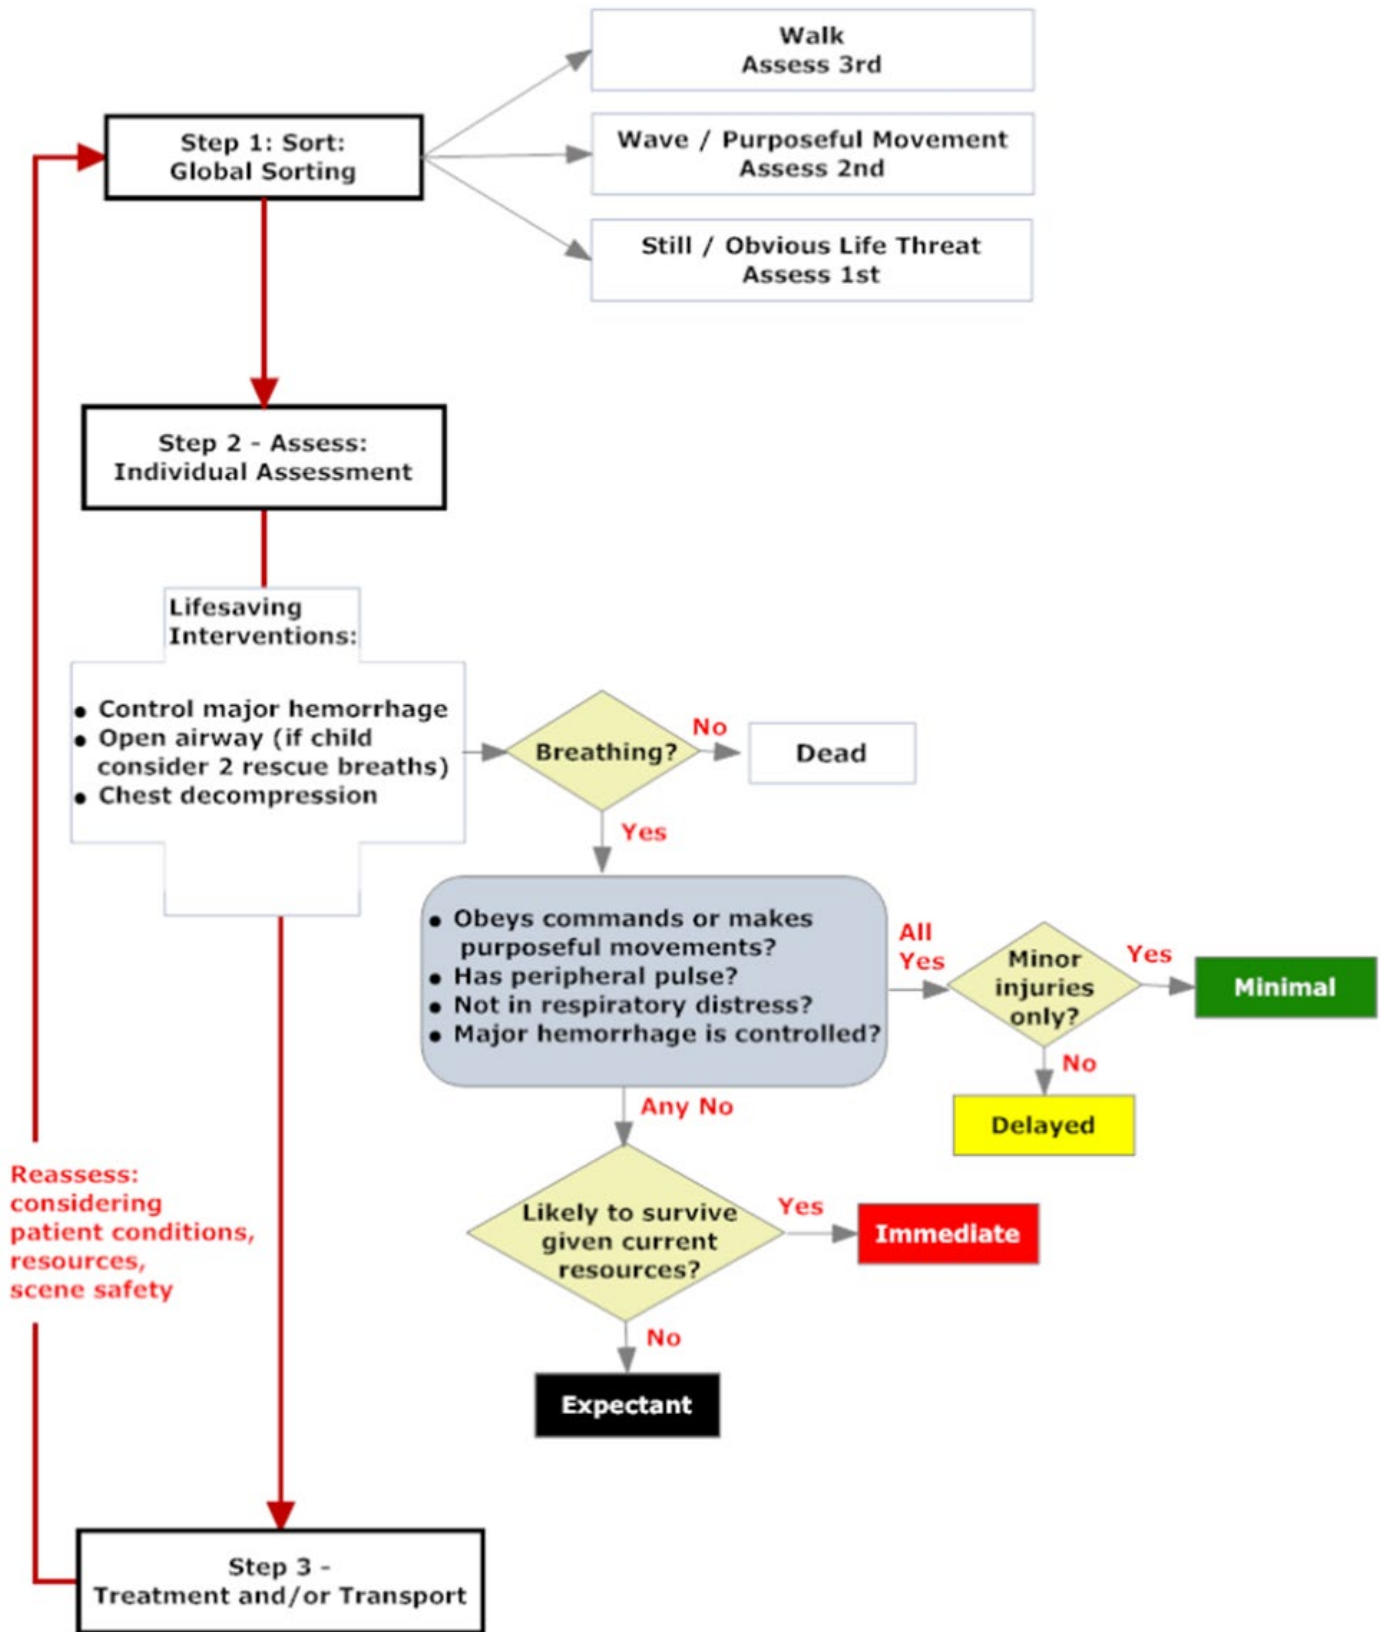 Walk
Assess 3rd
Step 1: Sort:
Global Sorting
Wave / Purposeful Movement
Assess 2nd
Still / Obvious Life Threat
Assess 1st
Step 2 - Assess:
Individual Assessment
Lifesaving
Interventions:
● Control major hemorrhage
● Open airway (if child
consider 2 rescue breaths)
● Chest decompression
Breathing?
No
Dead
Yes
● Obeys commands or makes
purposeful movements?
● Has peripheral pulse?
● Not in respiratory distress?
● Major hemorrhage is controlled?
All
Yes
Minor
injuries
only?
Yes
Minimal
No
Delayed
Any No
Likely to survive
given current
resources?
Yes
Immediate
No
Expectant
Reassess:
considering
patient conditions,
resources,
scene safety
Step 3 -
Treatment and/or Transport